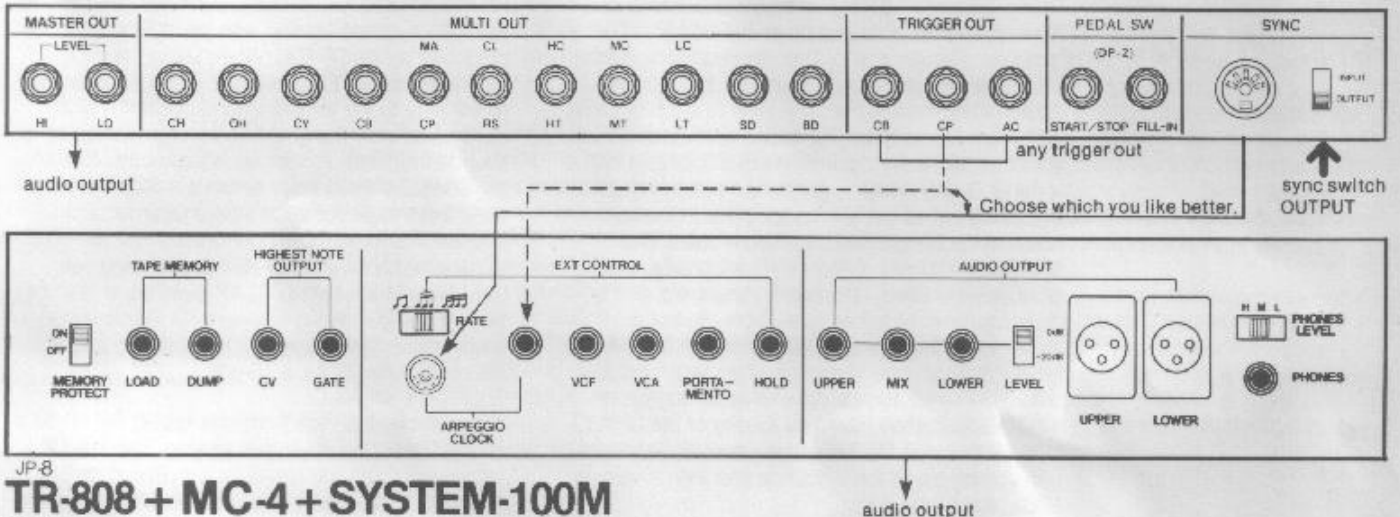 MASTER OUT MULTI OUT TRIGGER OUT PEDAL SW SYNC
LEVEL MA CL HC MC LC (DP-2)
INPUT
OUTPUT
HI LO CH OH CY CB CP RS HT MT LT SD BD CB CP AC START/STOP FILL-IN
any trigger out
audio output
sync switch
OUTPUT
Choose which you like better.
TAPE MEMORY HIGHEST NOTE OUTPUT EXT CONTROL AUDIO OUTPUT
H M L
PHONES LEVEL
RATE
ON
OFF
0dB
-20dB
MEMORY PROTECT LOAD DUMP CV GATE VCF VCA PORTA-MENTO HOLD UPPER MIX LOWER LEVEL PHONES
UPPER LOWER
ARPEGGIO CLOCK
JP-8
TR-808 + MC-4 + SYSTEM-100M
audio output